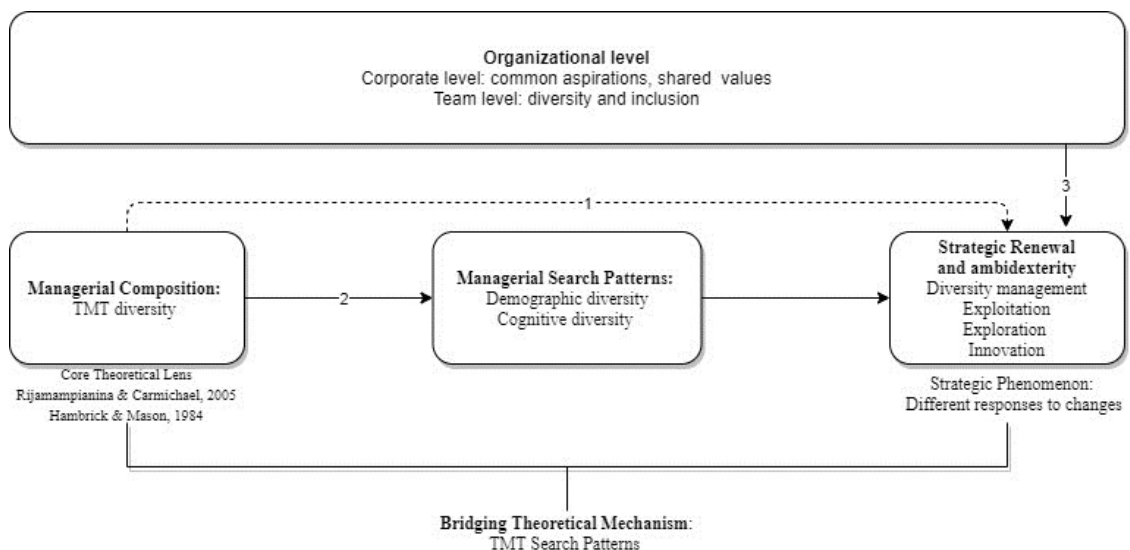 Organizational level
Corporate level: common aspirations, shared values
Team level: diversity and inclusion
3
1
Managerial Composition:
TMT diversity
2
Managerial Search Patterns:
Demographic diversity
Cognitive diversity
Strategic Renewal
and ambidexterity
Diversity management
Exploitation
Exploration
Innovation
Core Theoretical Lens
Rijamampianina & Carmichael, 2005
Hambrick & Mason, 1984
Strategic Phenomenon:
Different responses to changes
Bridging Theoretical Mechanism:
TMT Search Patterns